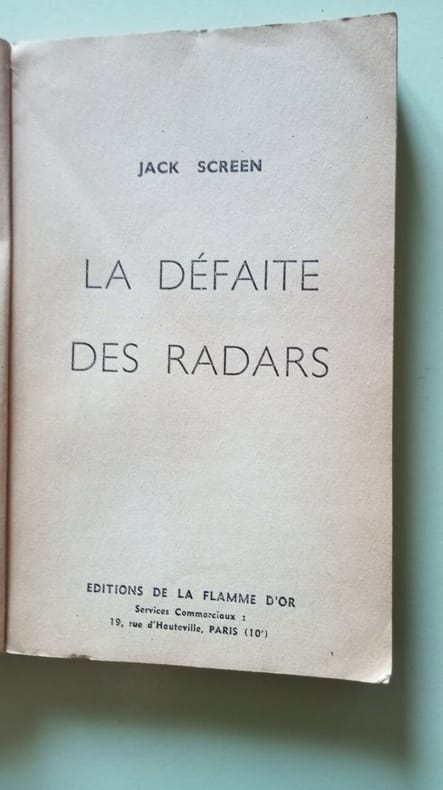 JACK SCREEN
LA DÉFAITE
DES RADARS
EDITIONS DE LA FLAMME D'OR
Services Commerciaux :
19, rue d'Hauteville, PARIS (10ᵉ)